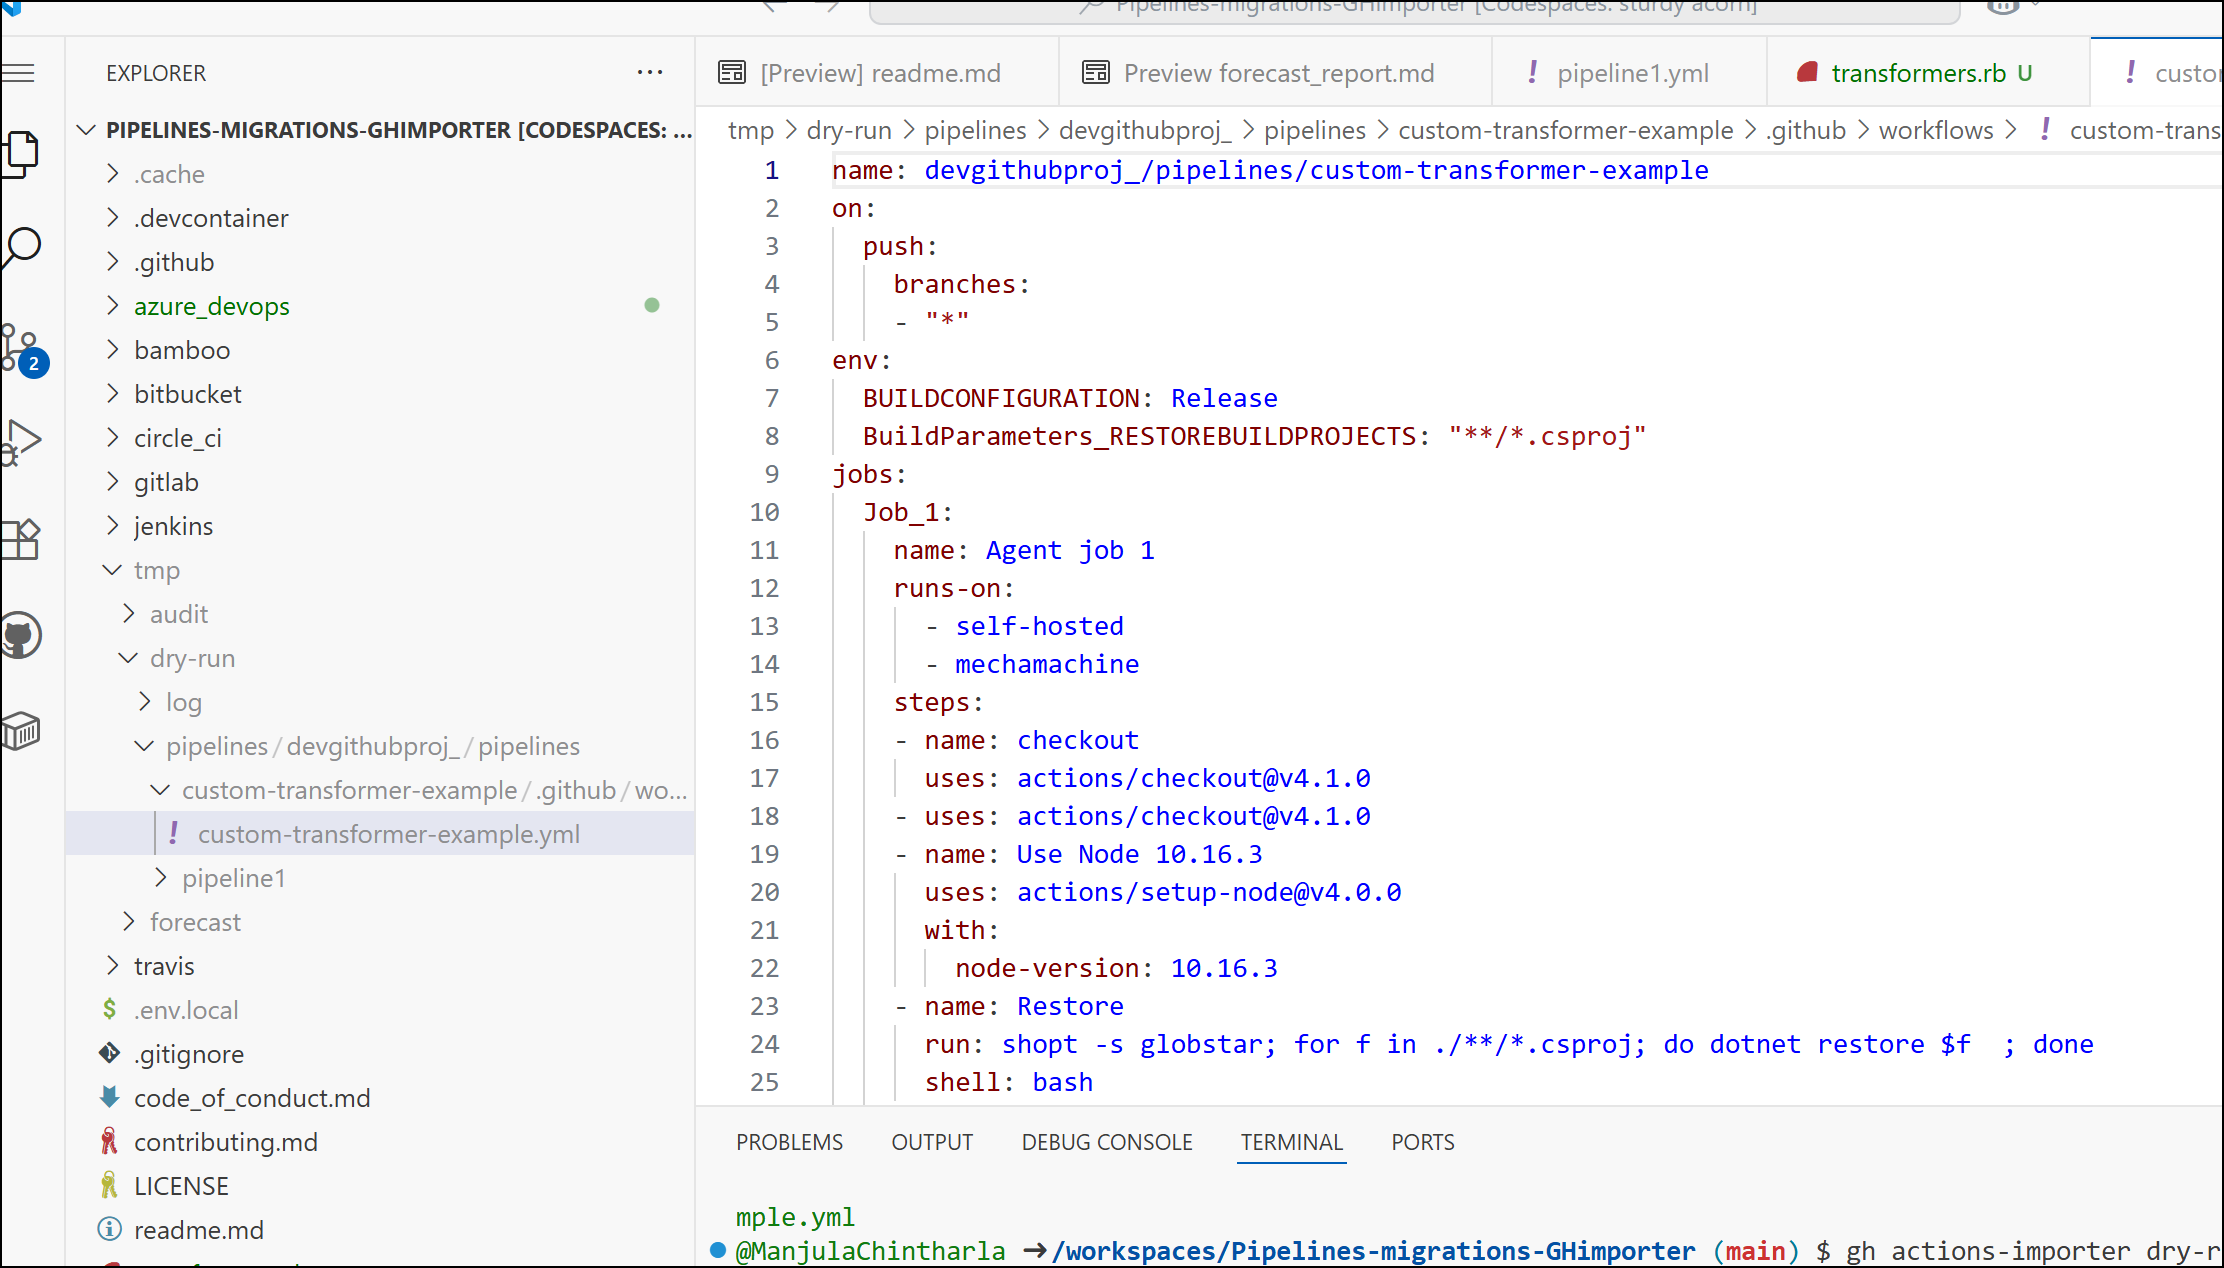 Pipelines-migrations-GHimporter [Codespaces: sturdy acorn]
EXPLORER
...
PIPELINES-MIGRATIONS-GHIMPORTER [CODESPACES: ...
.cache
.devcontainer
.github
azure_devops
bamboo
bitbucket
2
circle_ci
gitlab
jenkins
tmp
audit
dry-run
log
pipelines/devgithubproj_/pipelines
custom-transformer-example/.github/wo...
! custom-transformer-example.yml
pipeline1
forecast
travis
$ .env.local
.gitignore
code_of_conduct.md
contributing.md
LICENSE
readme.md
[Preview] readme.md
Preview forecast_report.md
! pipeline1.yml
transformers.rb U
! custo
tmp > dry-run > pipelines > devgithubproj_ > pipelines > custom-transformer-example > .github > workflows > ! custom-trans
1 name: devgithubproj_/pipelines/custom-transformer-example
2 on:
3 push:
4 branches:
5 - "*"
6 env:
7 BUILDCONFIGURATION: Release
8 BuildParameters_RESTOREBUILDPROJECTS: "**/*.csproj"
9 jobs:
10 Job_1:
11 name: Agent job 1
12 runs-on:
13 - self-hosted
14 - mechamachine
15 steps:
16 - name: checkout
17 uses: actions/checkout@v4.1.0
18 - uses: actions/checkout@v4.1.0
19 - name: Use Node 10.16.3
20 uses: actions/setup-node@v4.0.0
21 with:
22 node-version: 10.16.3
23 - name: Restore
24 run: shopt -s globstar; for f in ./**/*.csproj; do dotnet restore $f  ; done
25 shell: bash
PROBLEMS OUTPUT DEBUG CONSOLE TERMINAL PORTS
mple.yml
@ManjulaChintharla ➜/workspaces/Pipelines-migrations-GHimporter (main) $ gh actions-importer dry-r